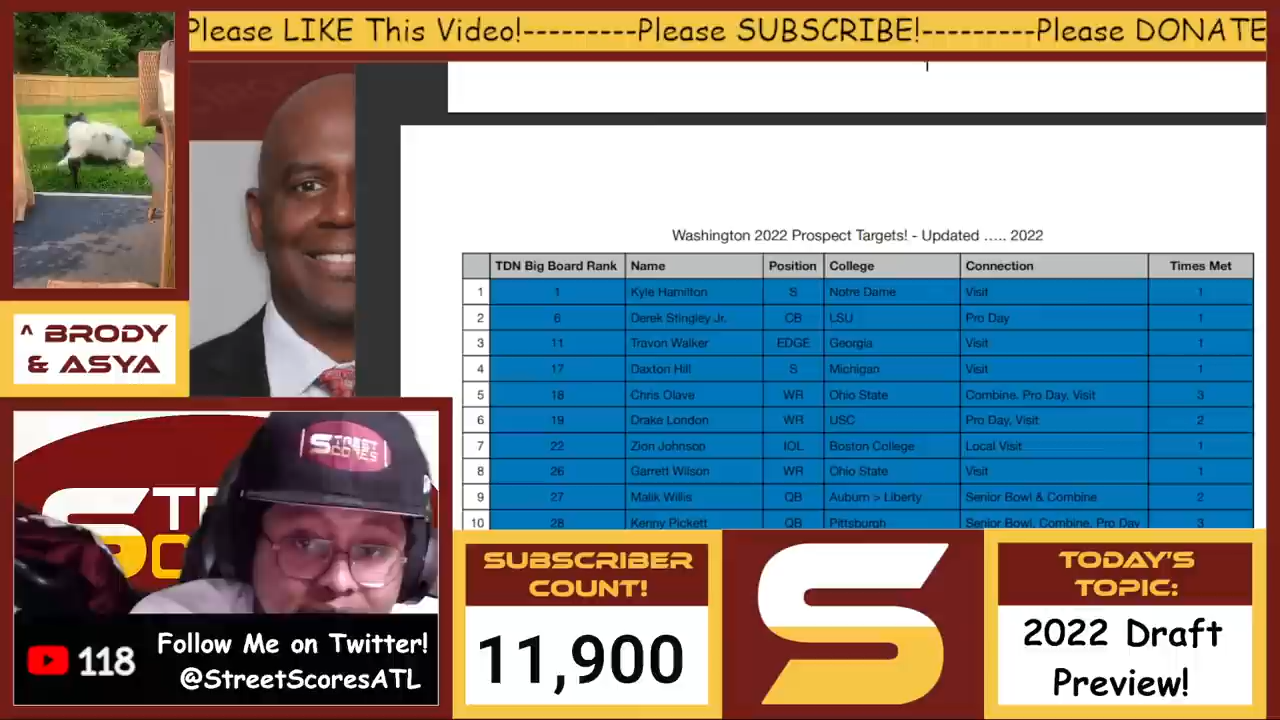 Please LIKE This Video!---------Please SUBSCRIBE!---------Please DONATE
Washington 2022 Prospect Targets! - Updated ..... 2022
TDN Big Board Rank Name Position College Connection Times Met
1 1 Kyle Hamilton S Notre Dame Visit 1
2 6 Derek Stingley Jr. CB LSU Pro Day 1
3 11 Travon Walker EDGE Georgia Visit 1
4 17 Daxton Hill S Michigan Visit 1
5 18 Chris Olave WR Ohio State Combine, Pro Day, Visit 3
6 19 Drake London WR USC Pro Day, Visit 2
7 22 Zion Johnson IOL Boston College Local Visit 1
8 26 Garrett Wilson WR Ohio State Visit 1
9 27 Malik Willis QB Auburn > Liberty Senior Bowl & Combine 2
10 28 Kenny Pickett QB Pittsburgh Senior Bowl, Combine, Pro Day 3
^ BRODY
& ASYA
STREET
SCORES
118
Follow Me on Twitter!
@StreetScoresATL
SUBSCRIBER
COUNT!
11,900
S
TODAY'S
TOPIC:
2022 Draft
Preview!